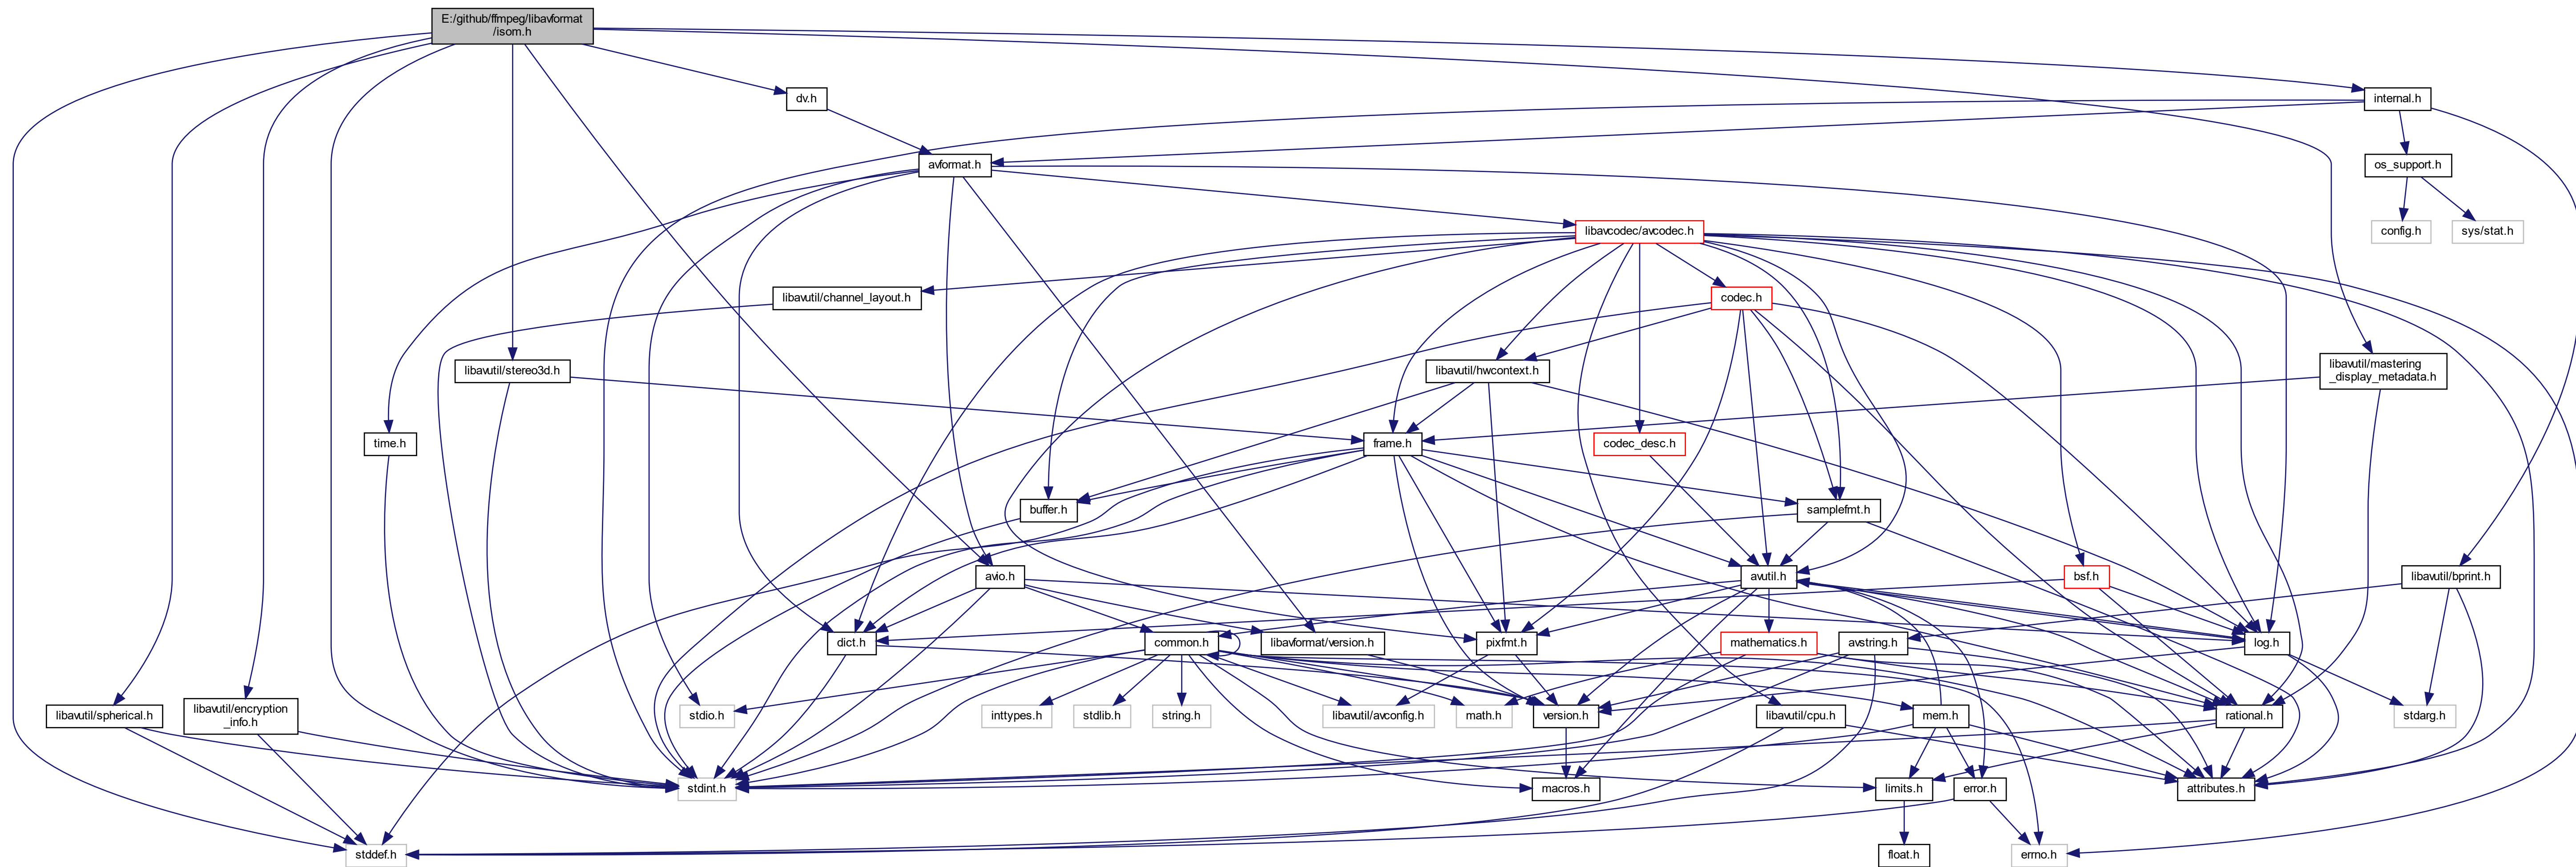 E:/github/ffmpeg/libavformat
/isom.h
dv.h
internal.h
avformat.h
os_support.h
libavcodec/avcodec.h
config.h
sys/stat.h
libavutil/channel_layout.h
codec.h
libavutil/stereo3d.h
libavutil/hwcontext.h
libavutil/mastering
_display_metadata.h
time.h
frame.h
codec_desc.h
buffer.h
samplefmt.h
avio.h
avutil.h
bsf.h
libavutil/bprint.h
dict.h
common.h
libavformat/version.h
pixfmt.h
mathematics.h
avstring.h
log.h
libavutil/spherical.h
libavutil/encryption
_info.h
stdio.h
inttypes.h
stdlib.h
string.h
libavutil/avconfig.h
math.h
version.h
libavutil/cpu.h
mem.h
rational.h
stdarg.h
stdint.h
macros.h
limits.h
error.h
attributes.h
stddef.h
float.h
errno.h